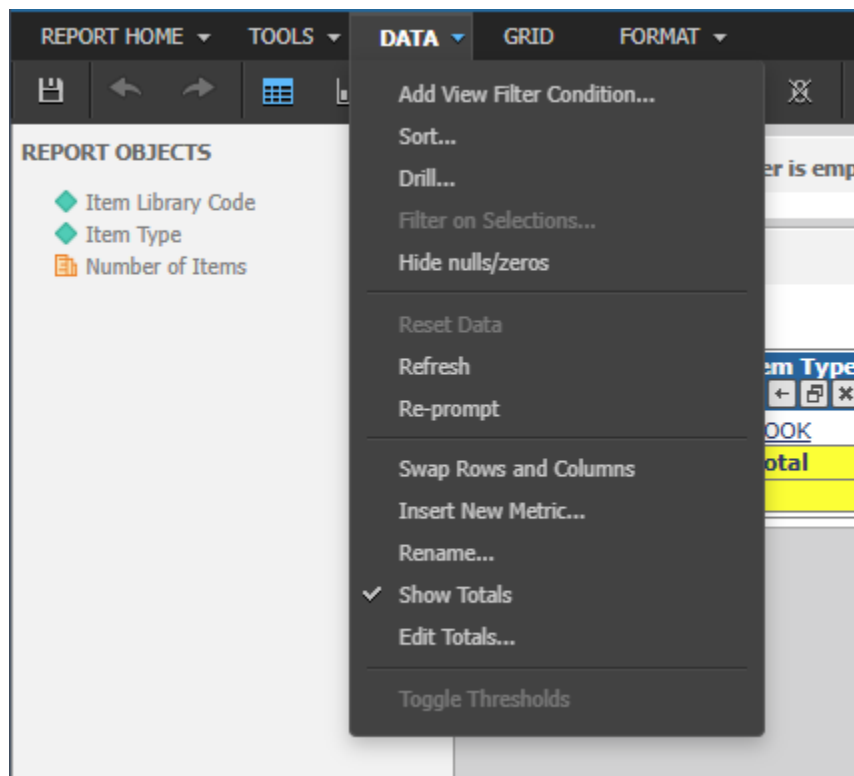 REPORT HOME TOOLS DATA GRID FORMAT
REPORT OBJECTS
Item Library Code
Item Type
Number of Items
Add View Filter Condition...
Sort...
Drill...
Filter on Selections...
Hide nulls/zeros
Reset Data
Refresh
Re-prompt
Swap Rows and Columns
Insert New Metric...
Rename...
Show Totals
Edit Totals...
Toggle Thresholds
er is emp
em Type
OOK
otal